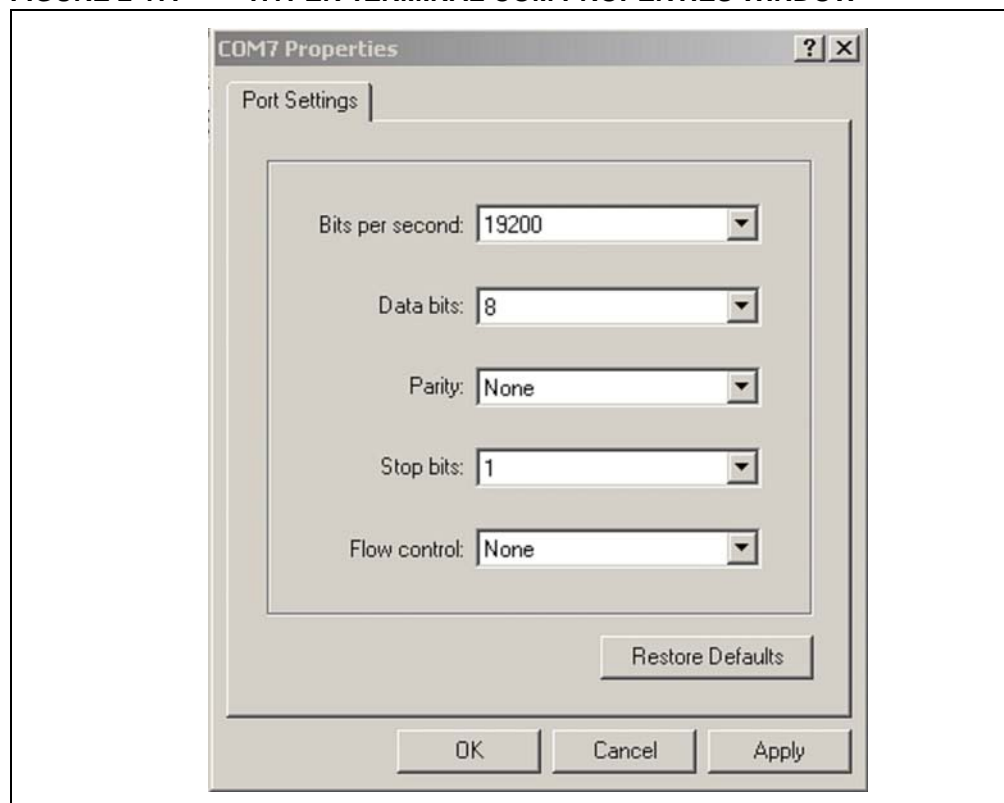 COM7 Properties
Port Settings
Bits per second: 19200
Data bits: 8
Parity: None
Stop bits: 1
Flow control: None
Restore Defaults
OK Cancel Apply